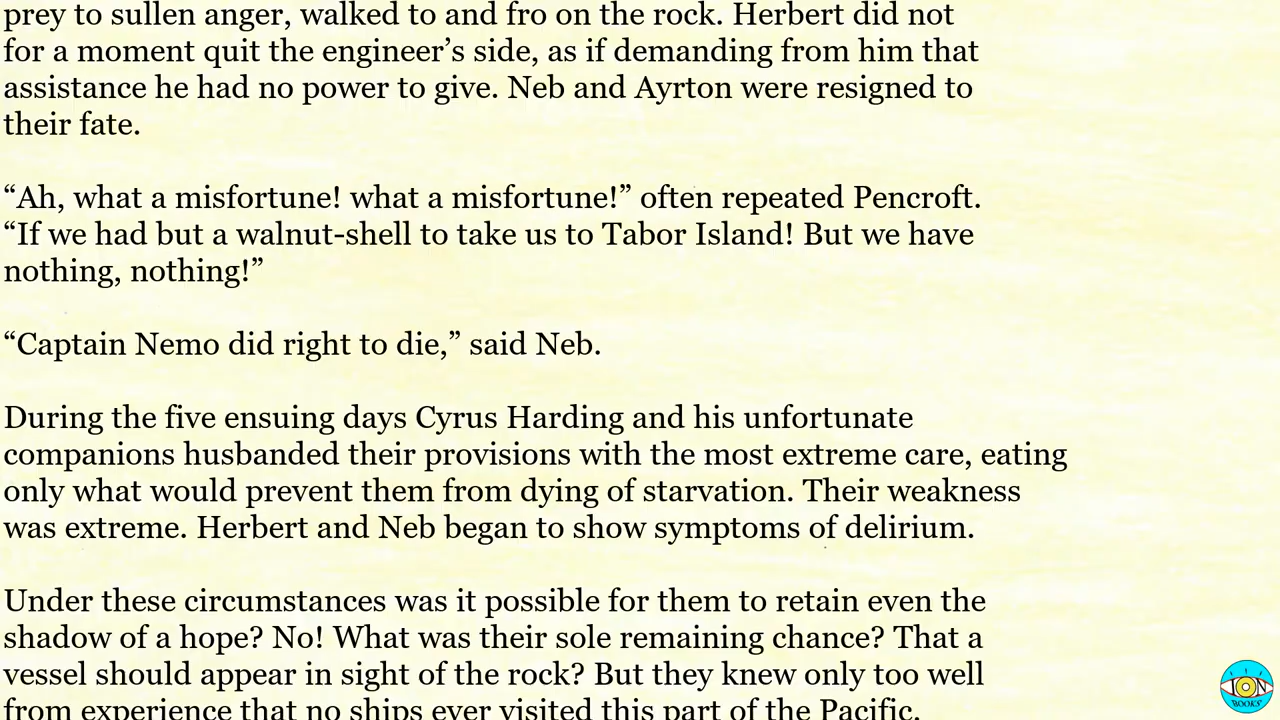 prey to sullen anger, walked to and fro on the rock. Herbert did not
for a moment quit the engineer’s side, as if demanding from him that
assistance he had no power to give. Neb and Ayrton were resigned to
their fate.
“Ah, what a misfortune! what a misfortune!” often repeated Pencroft.
“If we had but a walnut-shell to take us to Tabor Island! But we have
nothing, nothing!”
“Captain Nemo did right to die,” said Neb.
During the five ensuing days Cyrus Harding and his unfortunate
companions husbanded their provisions with the most extreme care, eating
only what would prevent them from dying of starvation. Their weakness
was extreme. Herbert and Neb began to show symptoms of delirium.
Under these circumstances was it possible for them to retain even the
shadow of a hope? No! What was their sole remaining chance? That a
vessel should appear in sight of the rock? But they knew only too well
from experience that no ships ever visited this part of the Pacific.
ION
BOOKS